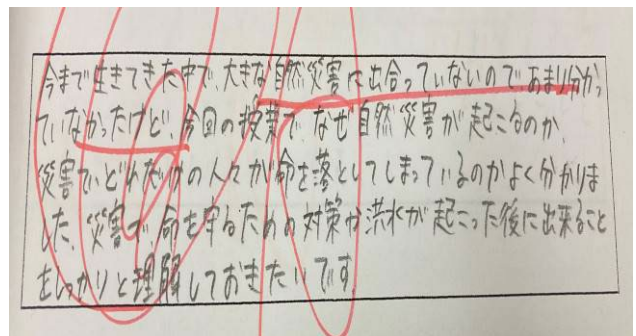 今まで生きてきた中で、大きな自然災害に出合っていないのであまり分かっ
ていなかったけど、今回の授業で、なぜ自然災害が起こるのか、
災害でどれだけの人々が命を落としてしまっているのかよく分かりま
した。災害で、命を守るための対策や洪水が起こった後に出来ること
をしっかりと理解しておきたいです。